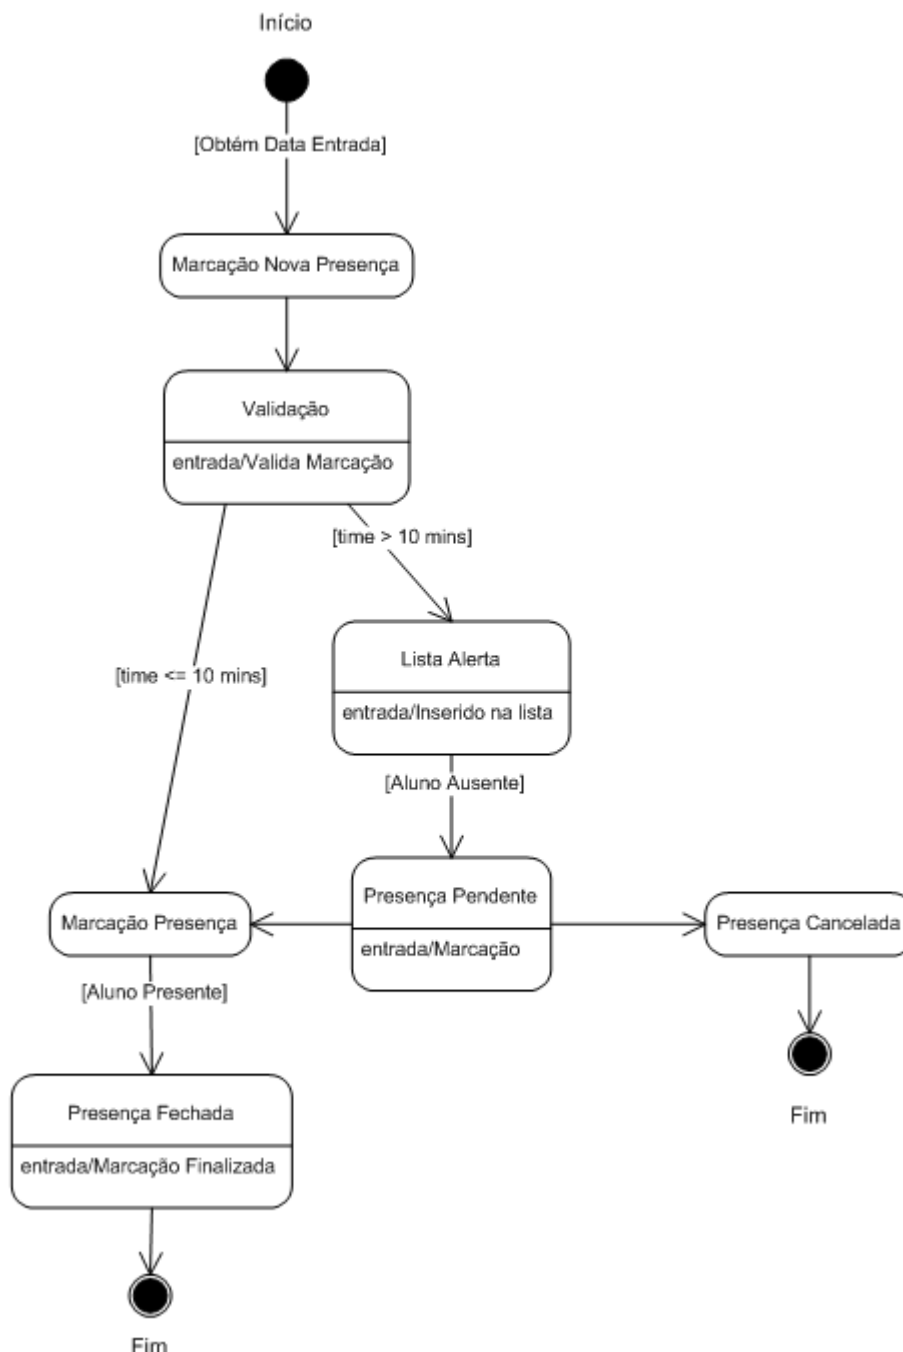 Início
[Obtém Data Entrada]
Marcação Nova Presença
Validação
entrada/Valida Marcação
[time > 10 mins]
[time <= 10 mins]
Lista Alerta
entrada/Inserido na lista
[Aluno Ausente]
Marcação Presença
Presença Pendente
entrada/Marcação
Presença Cancelada
[Aluno Presente]
Fim
Presença Fechada
entrada/Marcação Finalizada
Fim